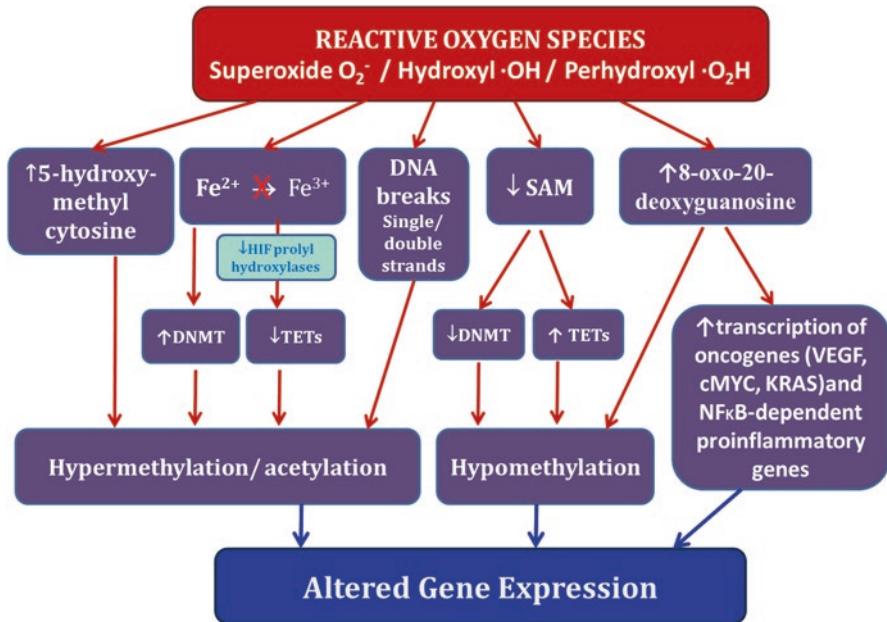 REACTIVE OXYGEN SPECIES
Superoxide O₂⁻ / Hydroxyl ·OH / Perhydroxyl ·O₂H
↑5-hydroxy-
methyl
cytosine
Fe²⁺ → Fe³⁺
↓HIF prolyl
hydroxylases
DNA
breaks
Single/
double
strands
↓ SAM
↑8-oxo-20-
deoxyguanosine
↑DNMT
↓TETs
↓DNMT
↑ TETs
↑transcription of
oncogenes (VEGF,
cMYC, KRAS)and
NFκB-dependent
proinflammatory
genes
Hypermethylation/ acetylation
Hypomethylation
Altered Gene Expression